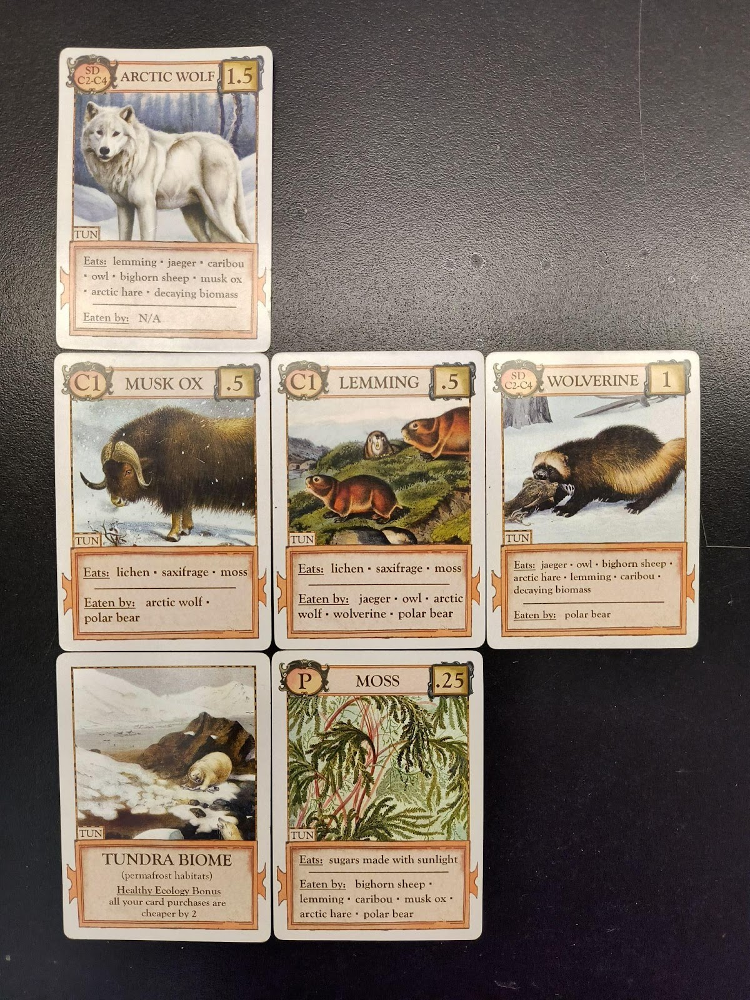 SD
C2-C4
ARCTIC WOLF
1.5
TUN
Eats: lemming ▪ jaeger ▪ caribou
▪ owl ▪ bighorn sheep ▪ musk ox
▪ arctic hare ▪ decaying biomass
Eaten by: N/A
C1
MUSK OX
.5
TUN
Eats: lichen ▪ saxifrage ▪ moss
Eaten by: arctic wolf ▪
polar bear
C1
LEMMING
.5
TUN
Eats: lichen ▪ saxifrage ▪ moss
Eaten by: jaeger ▪ owl ▪ arctic
wolf ▪ wolverine ▪ polar bear
SD
C2-C4
WOLVERINE
1
TUN
Eats: jaeger ▪ owl ▪ bighorn sheep ▪
arctic hare ▪ lemming ▪ caribou ▪
decaying biomass
Eaten by: polar bear
TUN
TUNDRA BIOME
(permafrost habitats)
Healthy Ecology Bonus
all your card purchases are
cheaper by 2
P
MOSS
.25
TUN
Eats: sugars made with sunlight
Eaten by: bighorn sheep ▪
lemming ▪ caribou ▪ musk ox ▪
arctic hare ▪ polar bear